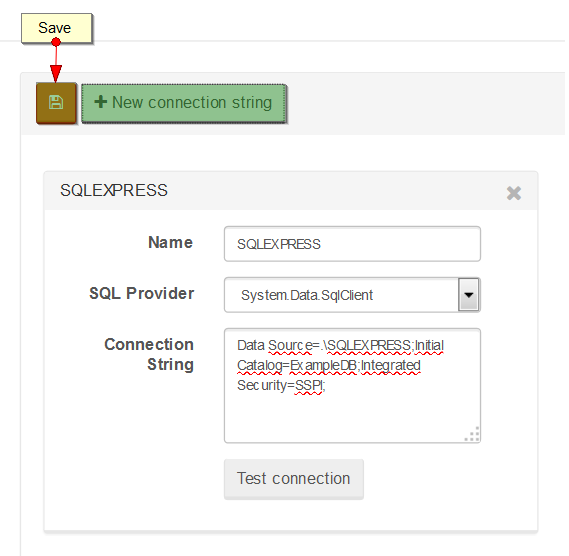 Save
New connection string
SQLEXPRESS
Name
SQLEXPRESS
SQL Provider
System.Data.SqlClient
Connection String
Data Source=.\SQLEXPRESS;Initial
Catalog=ExampleDB;Integrated
Security=SSPI;
Test connection